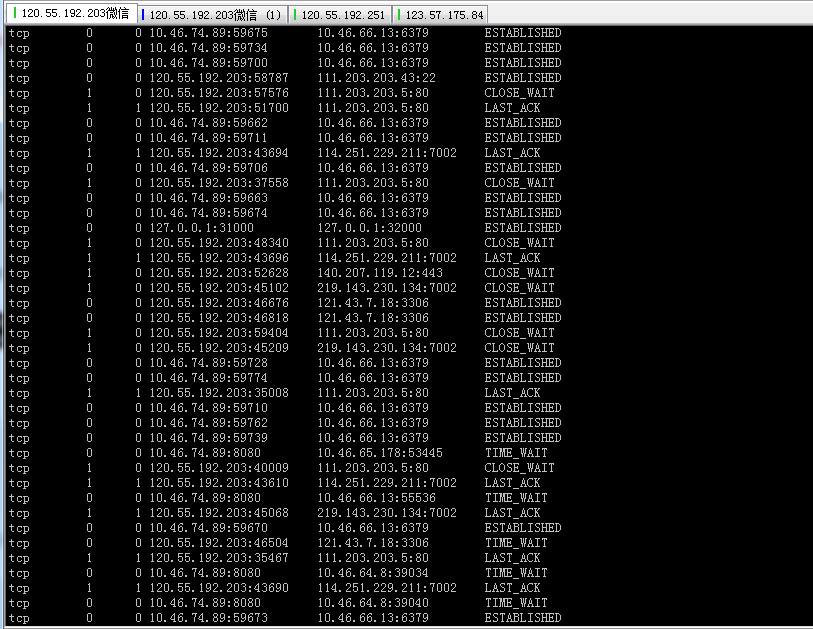 120.55.192.203微信 120.55.192.203微信 (1) 120.55.192.251 123.57.175.84
tcp 0 0 10.46.74.89:59675 10.46.66.13:6379 ESTABLISHED
tcp 0 0 10.46.74.89:59734 10.46.66.13:6379 ESTABLISHED
tcp 0 0 10.46.74.89:59700 10.46.66.13:6379 ESTABLISHED
tcp 0 0 120.55.192.203:58787 111.203.203.43:22 ESTABLISHED
tcp 1 0 120.55.192.203:57576 111.203.203.5:80 CLOSE_WAIT
tcp 1 1 120.55.192.203:51700 111.203.203.5:80 LAST_ACK
tcp 0 0 10.46.74.89:59662 10.46.66.13:6379 ESTABLISHED
tcp 0 0 10.46.74.89:59711 10.46.66.13:6379 ESTABLISHED
tcp 1 1 120.55.192.203:43694 114.251.229.211:7002 LAST_ACK
tcp 0 0 10.46.74.89:59706 10.46.66.13:6379 ESTABLISHED
tcp 1 0 120.55.192.203:37558 111.203.203.5:80 CLOSE_WAIT
tcp 0 0 10.46.74.89:59663 10.46.66.13:6379 ESTABLISHED
tcp 0 0 10.46.74.89:59674 10.46.66.13:6379 ESTABLISHED
tcp 0 0 127.0.0.1:31000 127.0.0.1:32000 ESTABLISHED
tcp 1 0 120.55.192.203:48340 111.203.203.5:80 CLOSE_WAIT
tcp 1 1 120.55.192.203:43696 114.251.229.211:7002 LAST_ACK
tcp 1 0 120.55.192.203:52628 140.207.119.12:443 CLOSE_WAIT
tcp 1 0 120.55.192.203:45102 219.143.230.134:7002 CLOSE_WAIT
tcp 0 0 120.55.192.203:46676 121.43.7.18:3306 ESTABLISHED
tcp 0 0 120.55.192.203:46818 121.43.7.18:3306 ESTABLISHED
tcp 1 0 120.55.192.203:59404 111.203.203.5:80 CLOSE_WAIT
tcp 1 0 120.55.192.203:45209 219.143.230.134:7002 CLOSE_WAIT
tcp 0 0 10.46.74.89:59728 10.46.66.13:6379 ESTABLISHED
tcp 0 0 10.46.74.89:59774 10.46.66.13:6379 ESTABLISHED
tcp 1 1 120.55.192.203:35008 111.203.203.5:80 LAST_ACK
tcp 0 0 10.46.74.89:59710 10.46.66.13:6379 ESTABLISHED
tcp 0 0 10.46.74.89:59762 10.46.66.13:6379 ESTABLISHED
tcp 0 0 10.46.74.89:59739 10.46.66.13:6379 ESTABLISHED
tcp 0 0 10.46.74.89:8080 10.46.65.178:53445 TIME_WAIT
tcp 1 0 120.55.192.203:40009 111.203.203.5:80 CLOSE_WAIT
tcp 1 1 120.55.192.203:43610 114.251.229.211:7002 LAST_ACK
tcp 0 0 10.46.74.89:8080 10.46.66.13:55536 TIME_WAIT
tcp 1 1 120.55.192.203:45068 219.143.230.134:7002 LAST_ACK
tcp 0 0 10.46.74.89:59670 10.46.66.13:6379 ESTABLISHED
tcp 0 0 120.55.192.203:46504 121.43.7.18:3306 TIME_WAIT
tcp 1 1 120.55.192.203:35467 111.203.203.5:80 LAST_ACK
tcp 0 0 10.46.74.89:8080 10.46.64.8:39034 TIME_WAIT
tcp 1 1 120.55.192.203:43690 114.251.229.211:7002 LAST_ACK
tcp 0 0 10.46.74.89:8080 10.46.64.8:39040 TIME_WAIT
tcp 0 0 10.46.74.89:59673 10.46.66.13:6379 ESTABLISHED